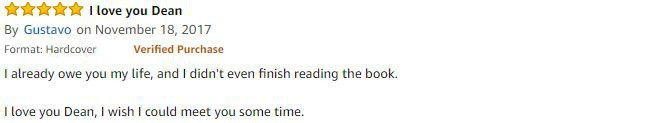 I love you Dean
By Gustavo on November 18, 2017
Format: Hardcover Verified Purchase
I already owe you my life, and I didn't even finish reading the book.
I love you Dean, I wish I could meet you some time.